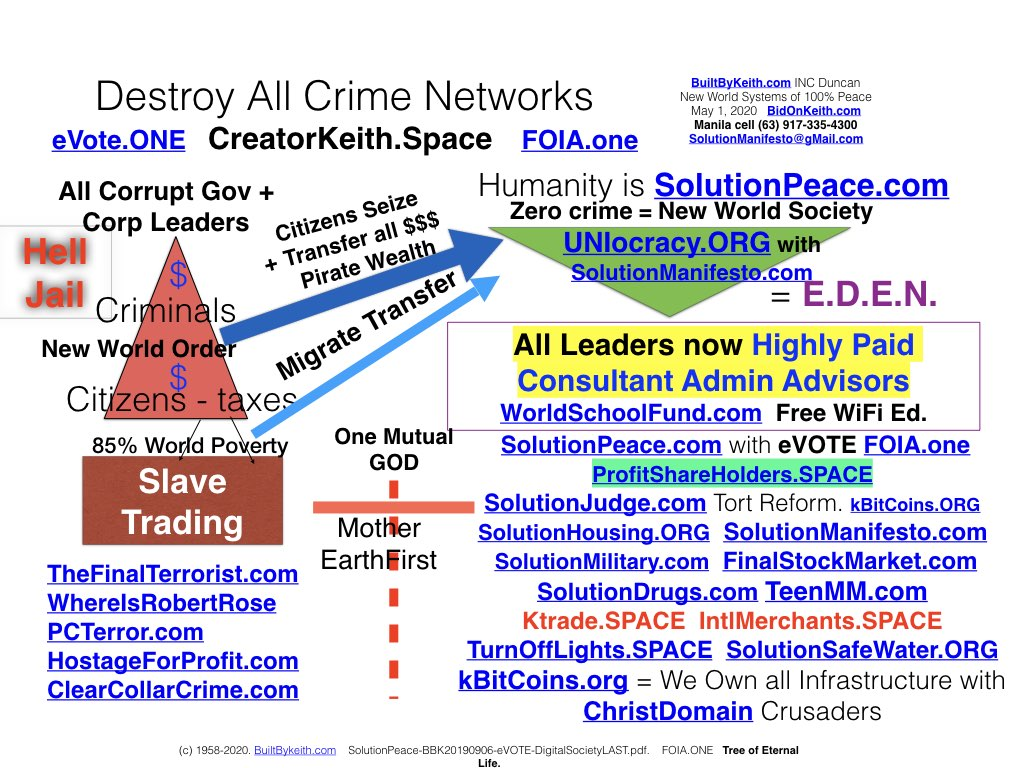 Destroy All Crime Networks
eVote.ONE CreatorKeith.Space FOIA.one
BuiltByKeith.com INC Duncan
New World Systems of 100% Peace
May 1, 2020 BidOnKeith.com
Manila cell (63) 917-335-4300
SolutionManifesto@gMail.com
All Corrupt Gov +
Corp Leaders
Hell
Jail
$
Criminals
New World Order
$
Citizens - taxes
85% World Poverty
Slave
Trading
TheFinalTerrorist.com
WhereIsRobertRose
PCTerror.com
HostageForProfit.com
ClearCollarCrime.com
Citizens Seize
+ Transfer all $$$
Pirate Wealth
Migrate Transfer
One Mutual
GOD
Mother
EarthFirst
Humanity is SolutionPeace.com
Zero crime = New World Society
UNIocracy.ORG with
SolutionManifesto.com
= E.D.E.N.
All Leaders now Highly Paid
Consultant Admin Advisors
WorldSchoolFund.com Free WiFi Ed.
SolutionPeace.com with eVOTE FOIA.one
ProfitShareHolders.SPACE
SolutionJudge.com Tort Reform. kBitCoins.ORG
SolutionHousing.ORG SolutionManifesto.com
SolutionMilitary.com FinalStockMarket.com
SolutionDrugs.com TeenMM.com
Ktrade.SPACE IntlMerchants.SPACE
TurnOffLights.SPACE SolutionSafeWater.ORG
kBitCoins.org = We Own all Infrastructure with
ChristDomain Crusaders
(c) 1958-2020. BuiltBykeith.com SolutionPeace-BBK20190906-eVOTE-DigitalSocietyLAST.pdf. FOIA.ONE Tree of Eternal
Life.